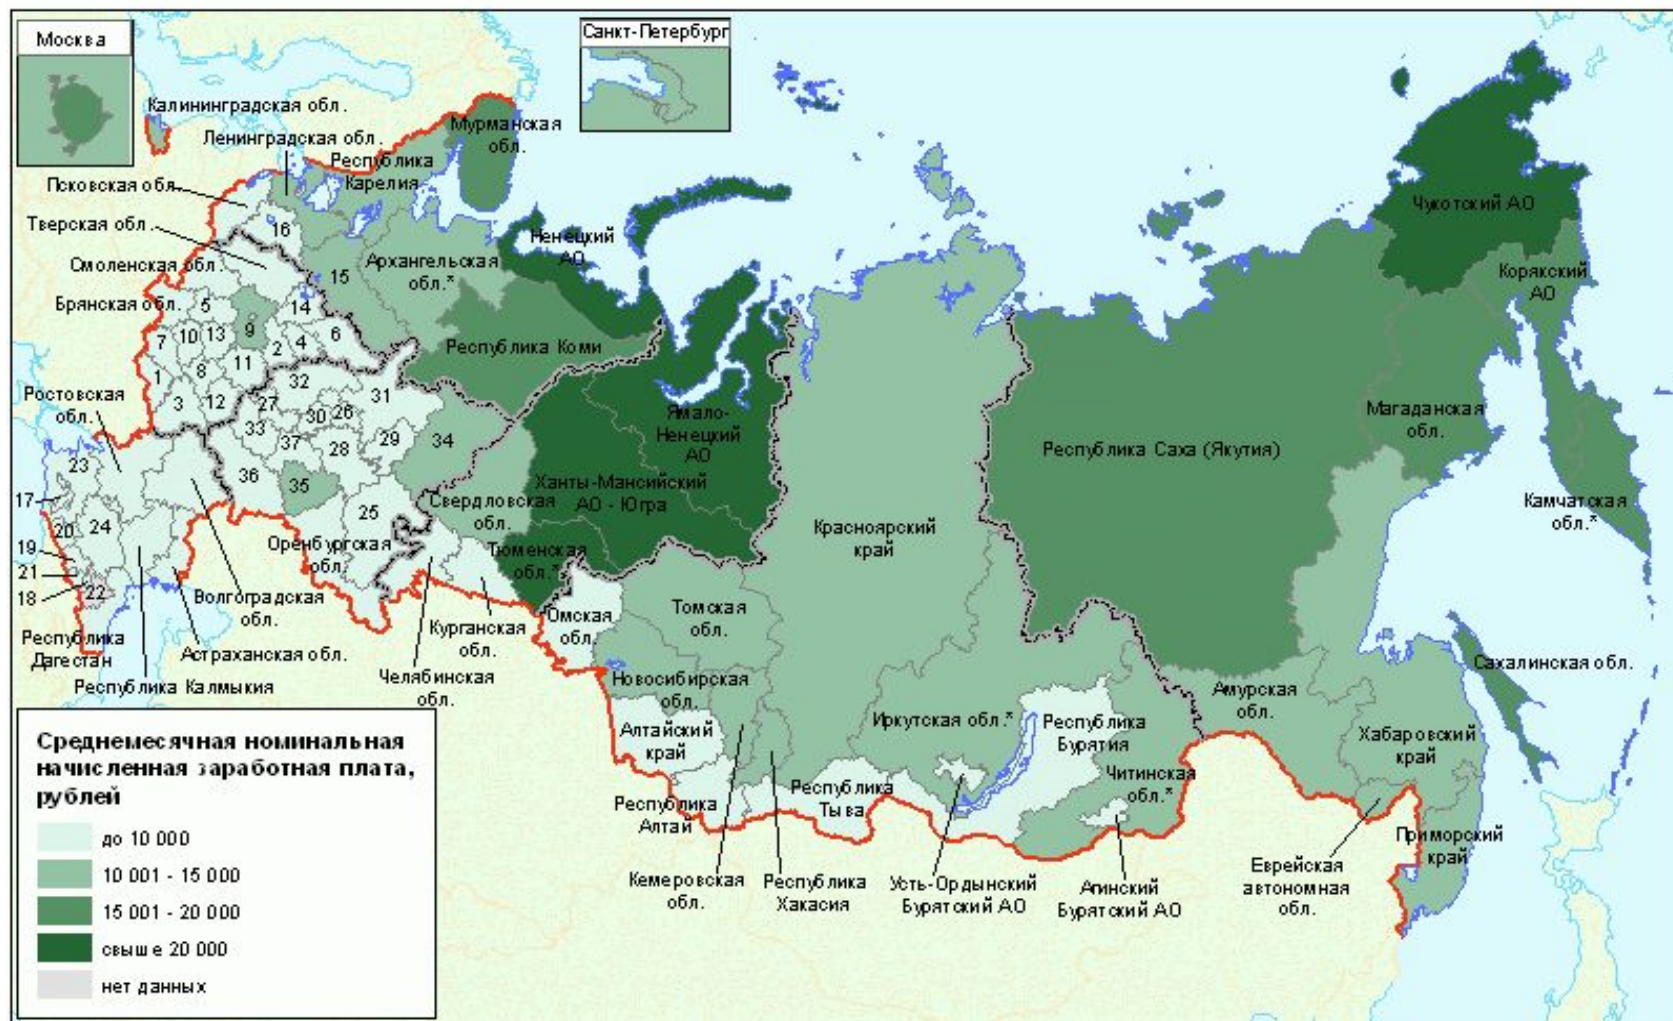 Москва
Санкт-Петербург
Калининградская обл.
Ленинградская обл.
Мурманская
обл.
Республика
Карелия
Псковская обл.
Тверская обл.
Смоленская обл.
Брянская обл.
16
15
Архангельская
обл.*
Ненецкий
АО
Чукотский АО
Корякский
АО
5
14
9
7
10
13
2
4
6
8
11
1
3
12
Республика Коми
Ростовская
обл.
32
31
27
30
26
33
37
28
29
34
36
35
25
23
17
20
24
19
21
18
22
Ямало-
Ненецкий
АО
Ханты-Мансийский
АО - Югра
Свердловская
обл.
Тюменская
обл.*
Оренбургская
обл.
Красноярский
край
Республика Саха (Якутия)
Магаданская
обл.
Камчатская
обл.*
Волгоградская
обл.
Республика
Дагестан
Астраханская обл.
Республика Калмыкия
Курганская
обл.
Челябинская
обл.
Омская
обл.
Томская
обл.
Новосибирская
обл.
Алтайский
край
Республика
Алтай
Кемеровская
обл.
Республика
Хакасия
Республика
Тыва
Иркутская обл.*
Республика
Бурятия
Читинская
обл.*
Усть-Ордынский
Бурятский АО
Агинский
Бурятский АО
Амурская
обл.
Хабаровский
край
Сахалинская обл.
Приморский
край
Еврейская
автономная
обл.
Среднемесячная номинальная
начисленная заработная плата,
рублей
до 10 000
10 001 - 15 000
15 001 - 20 000
свыше 20 000
нет данных